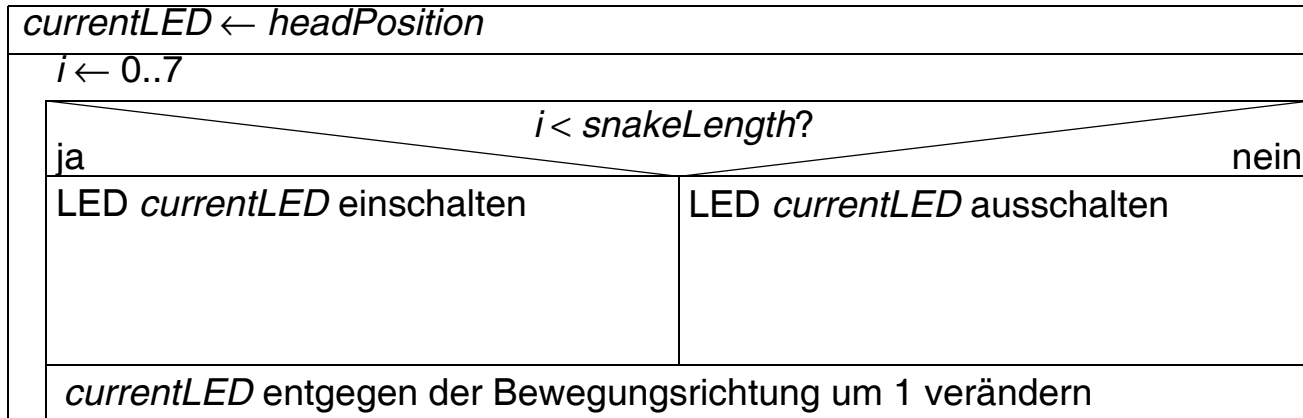 currentLED ← headPosition
i ← 0..7
i < snakeLength?
ja
nein
LED currentLED einschalten
LED currentLED ausschalten
currentLED entgegen der Bewegungsrichtung um 1 verändern